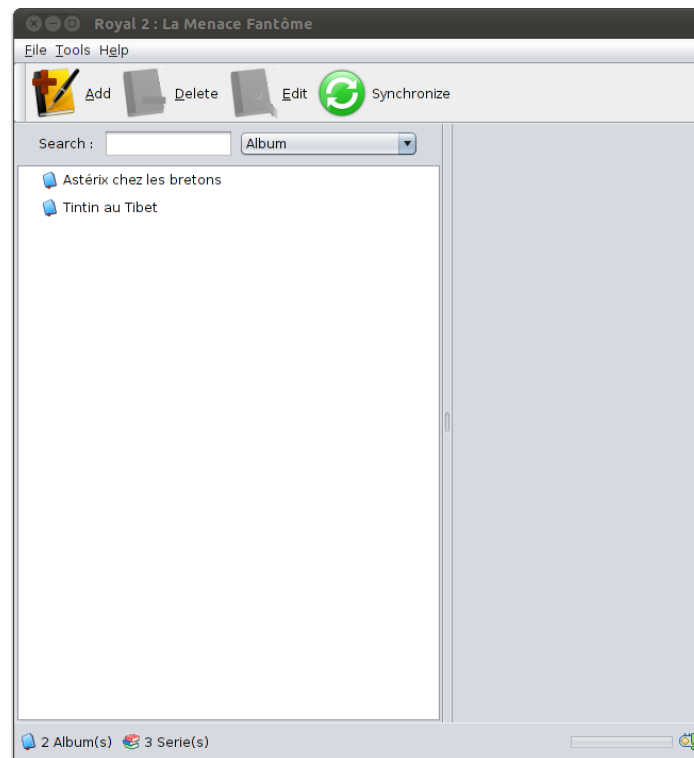 Royal 2 : La Menace Fantôme
File Tools Help
Add Delete Edit Synchronize
Search : Album
Astérix chez les bretons
Tintin au Tibet
2 Album(s) 3 Serie(s)